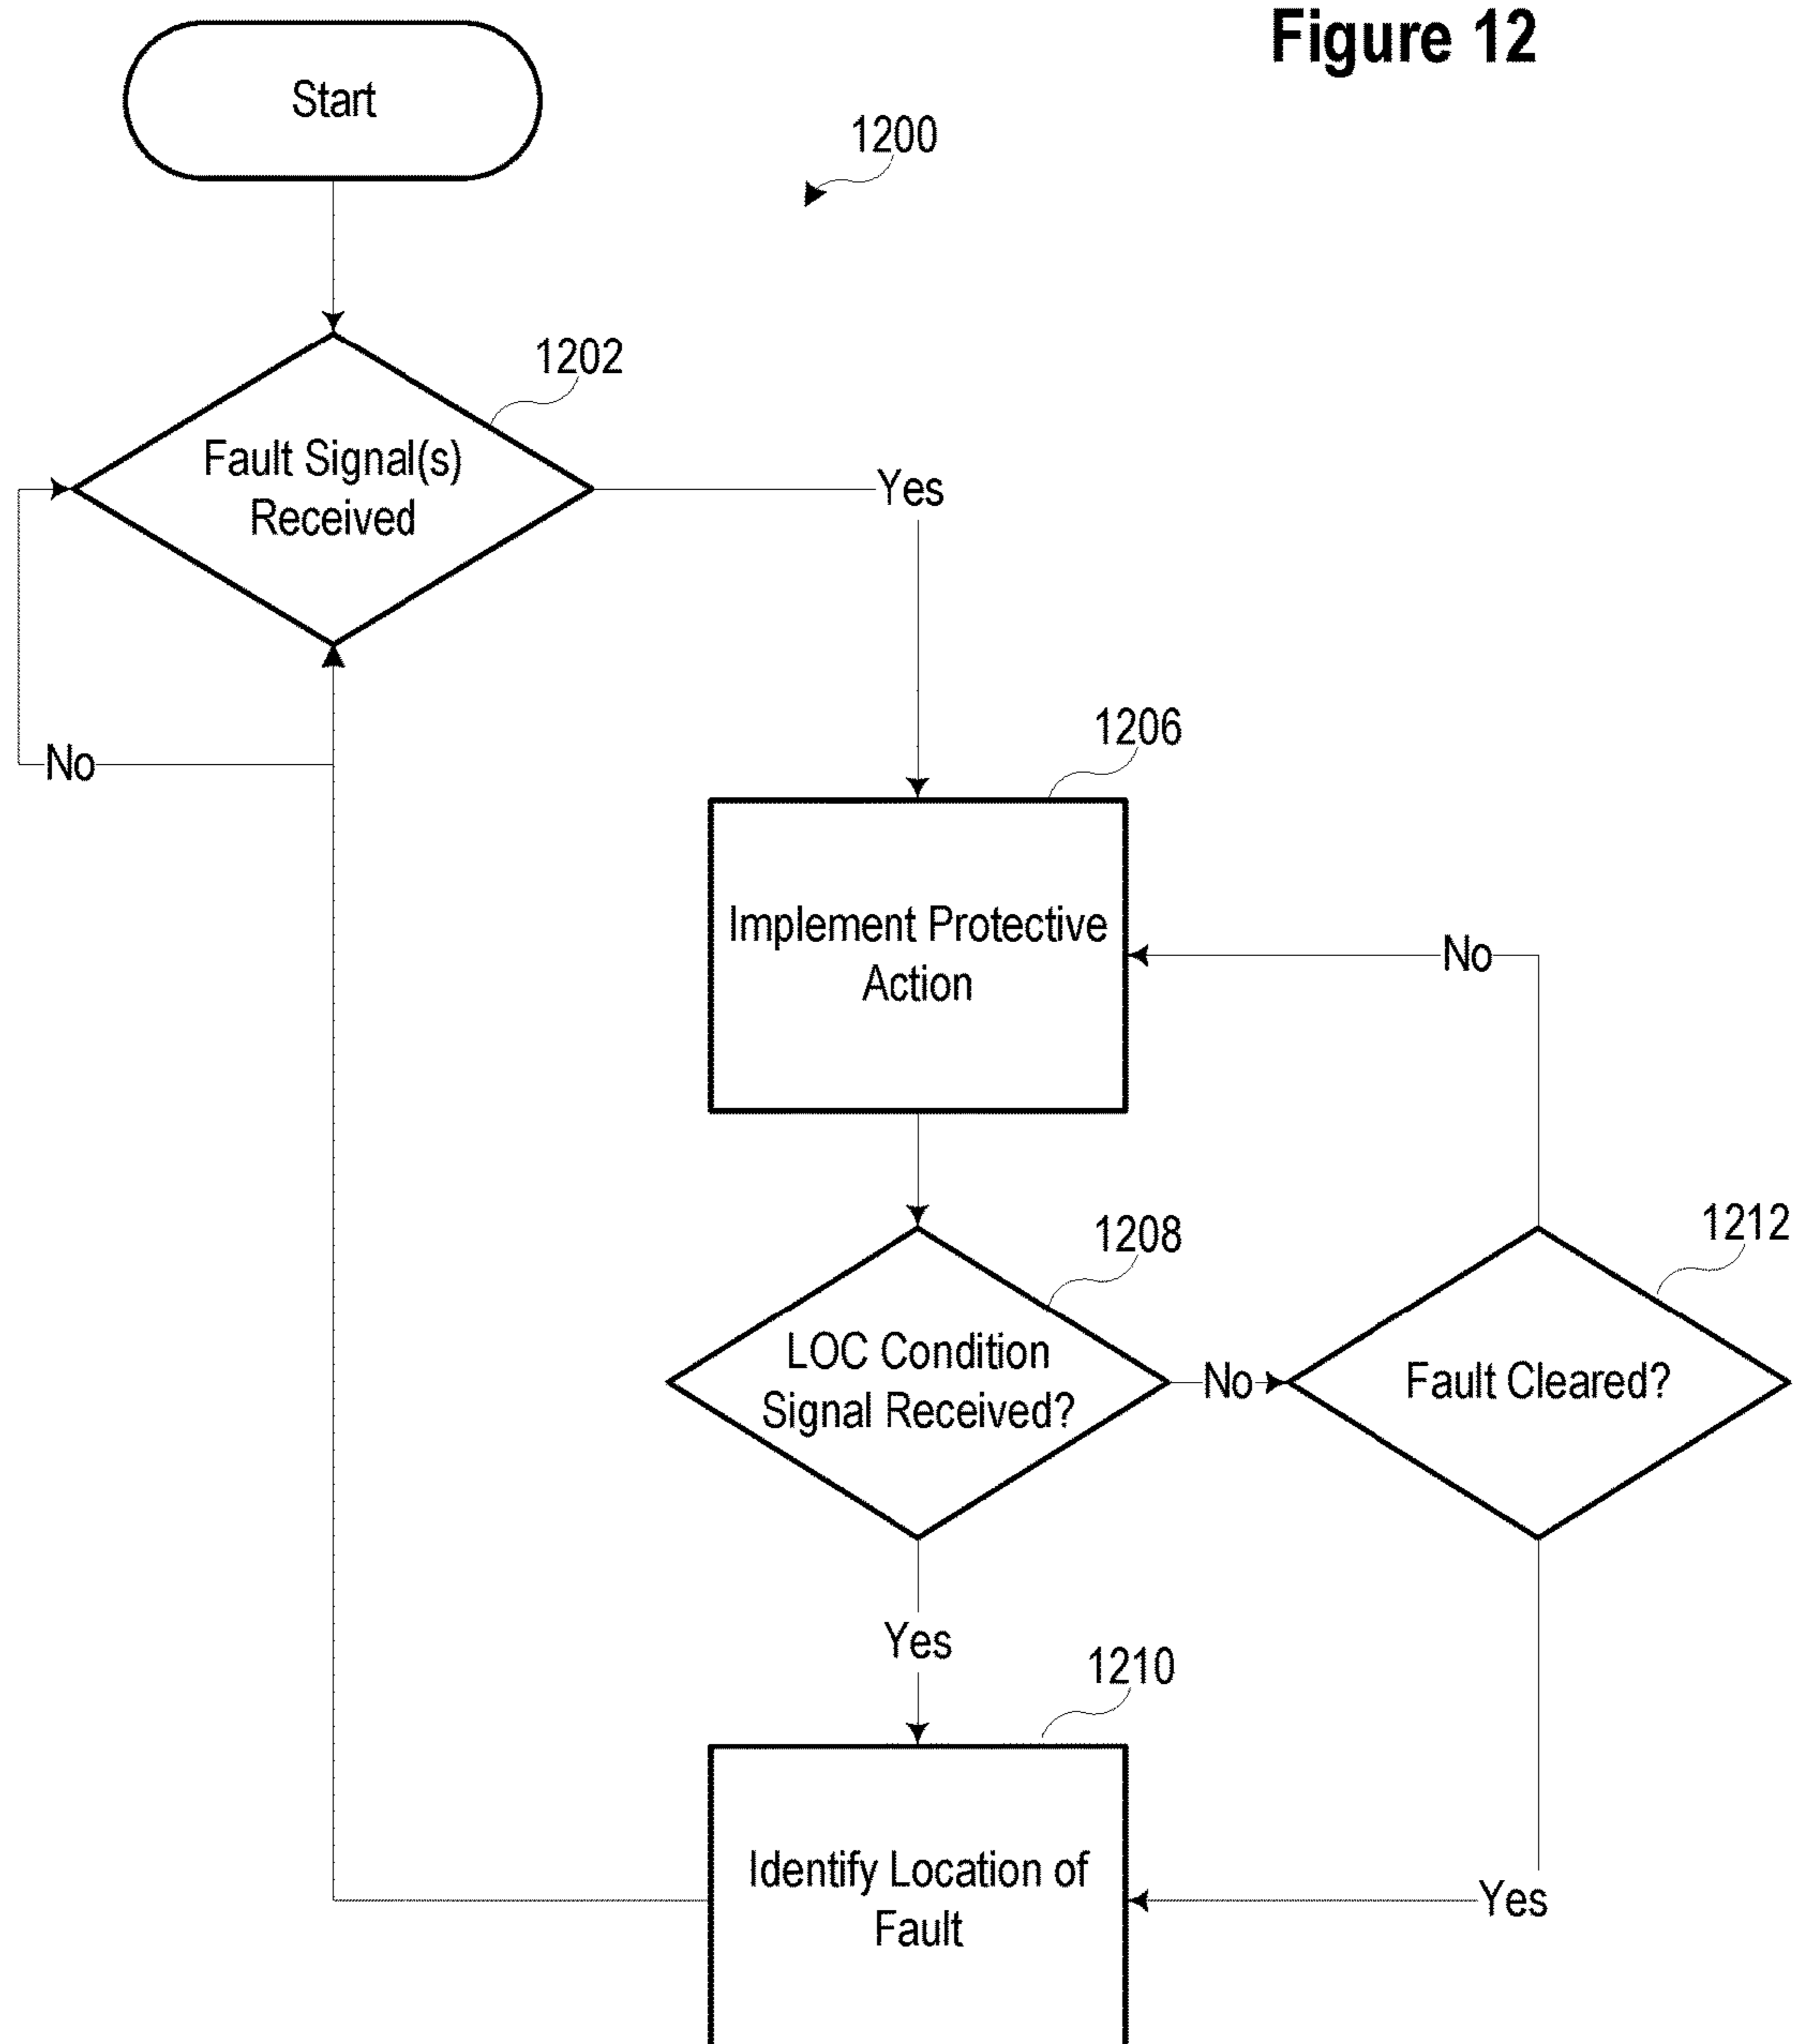 Figure 12
Start
1200
1202
Fault Signal(s)
Received
Yes
No
1206
Implement Protective
Action
No
1208
1212
LOC Condition
Signal Received?
No
Fault Cleared?
Yes
1210
Identify Location of
Fault
Yes